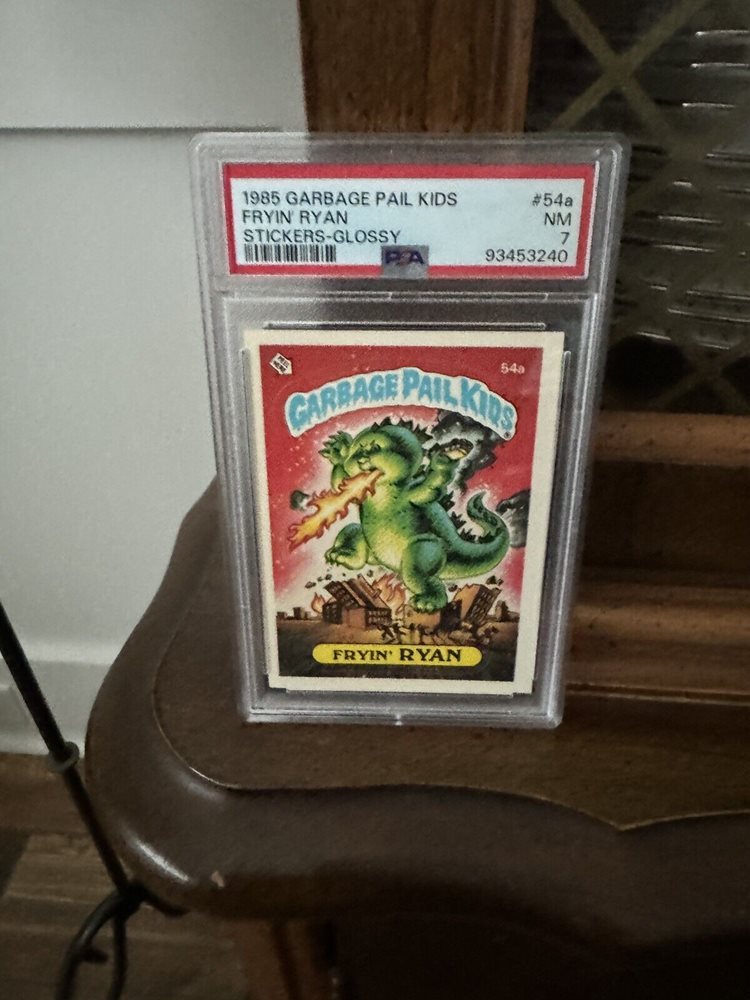 1985 GARBAGE PAIL KIDS #54a
FRYIN' RYAN NM
STICKERS-GLOSSY 7
PSA 93453240
54a
GARBAGE PAIL KIDS
FRYIN' RYAN